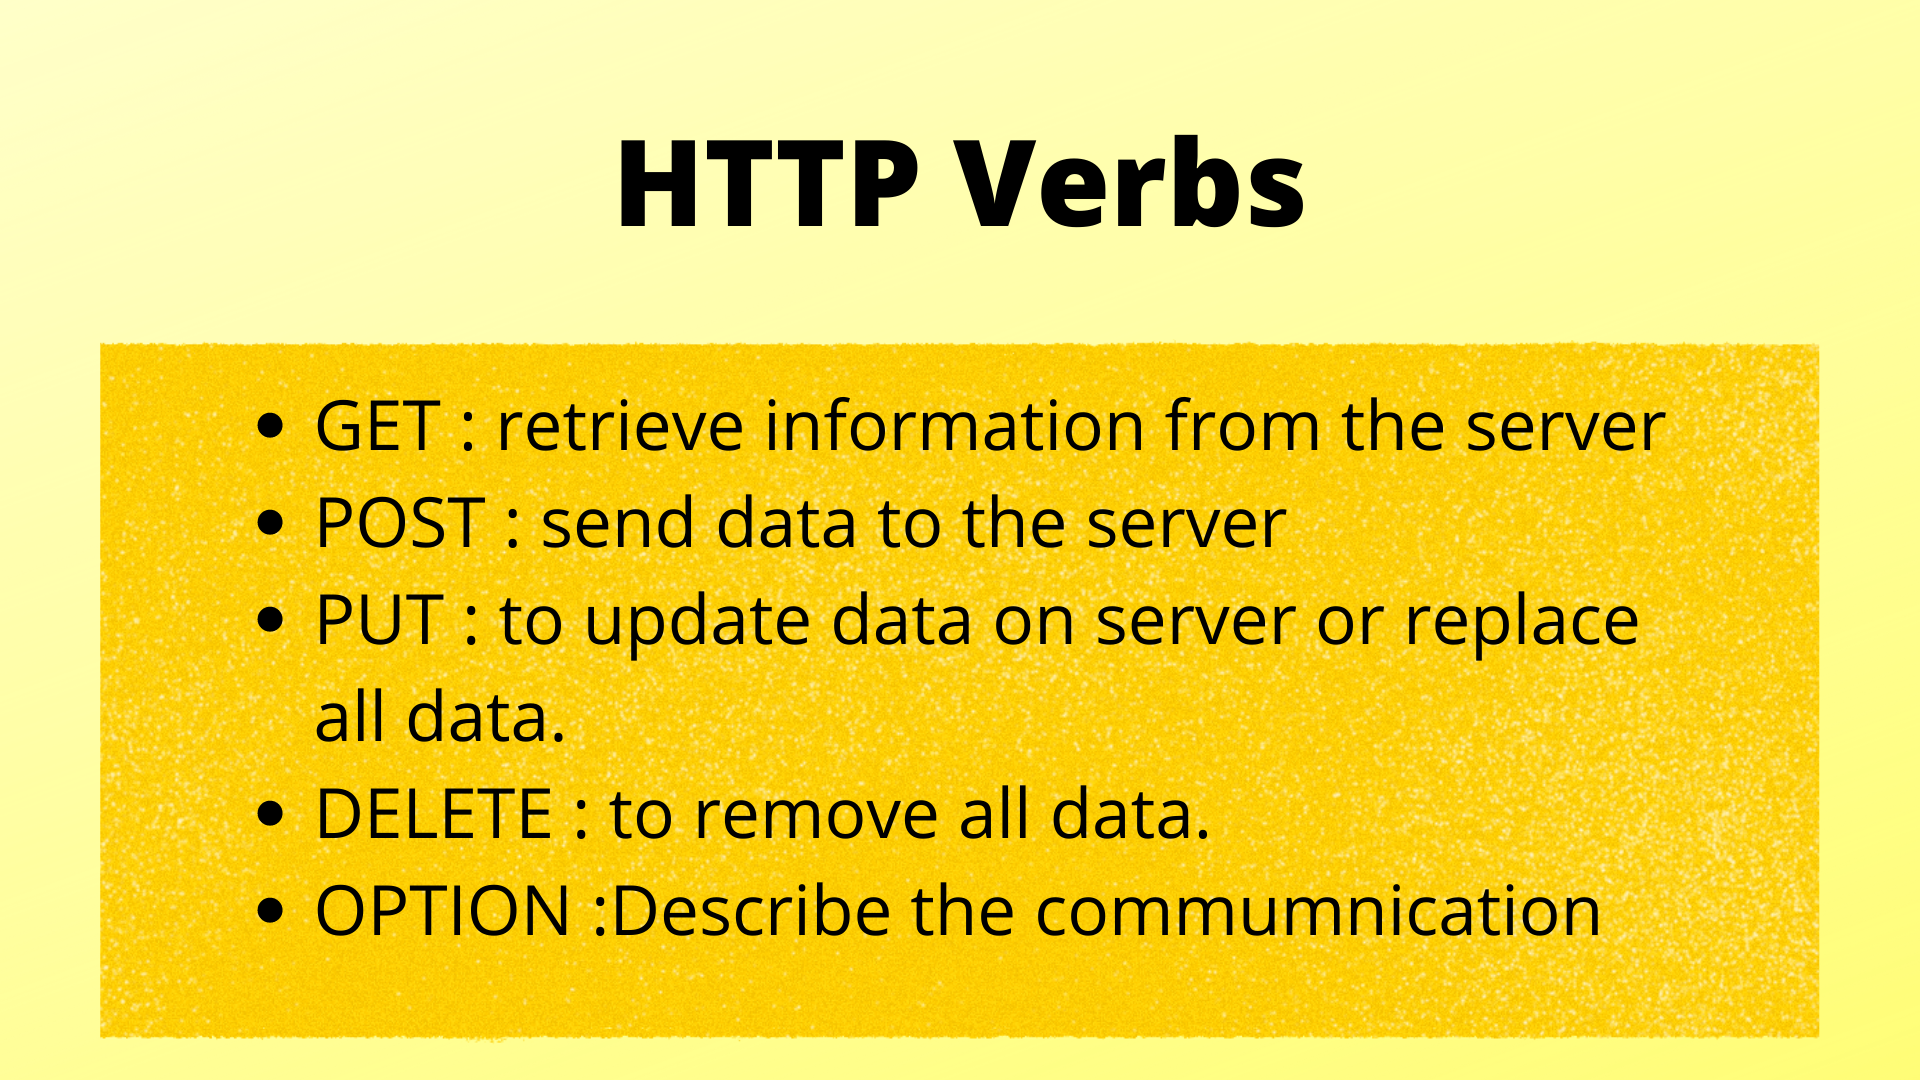 HTTP Verbs
• GET : retrieve information from the server
• POST : send data to the server
• PUT : to update data on server or replace
all data.
• DELETE : to remove all data.
• OPTION :Describe the commumnication